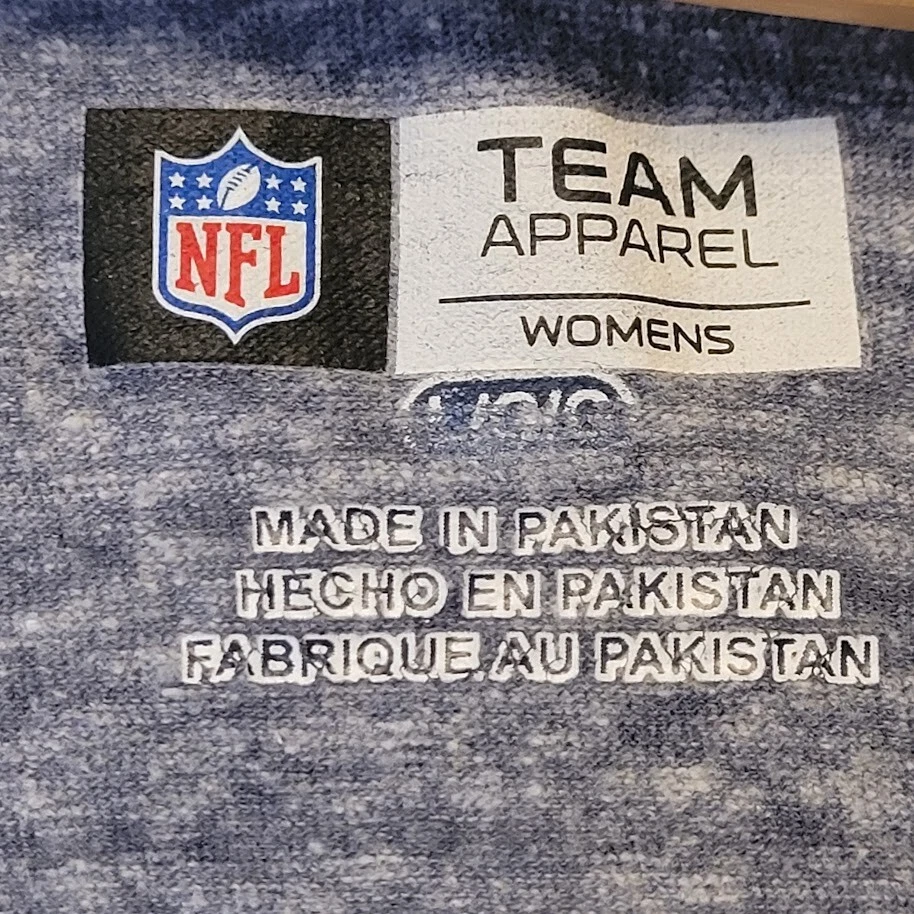 NFL
TEAM
APPAREL
WOMENS
MADE IN PAKISTAN
HECHO EN PAKISTAN
FABRIQUE AU PAKISTAN